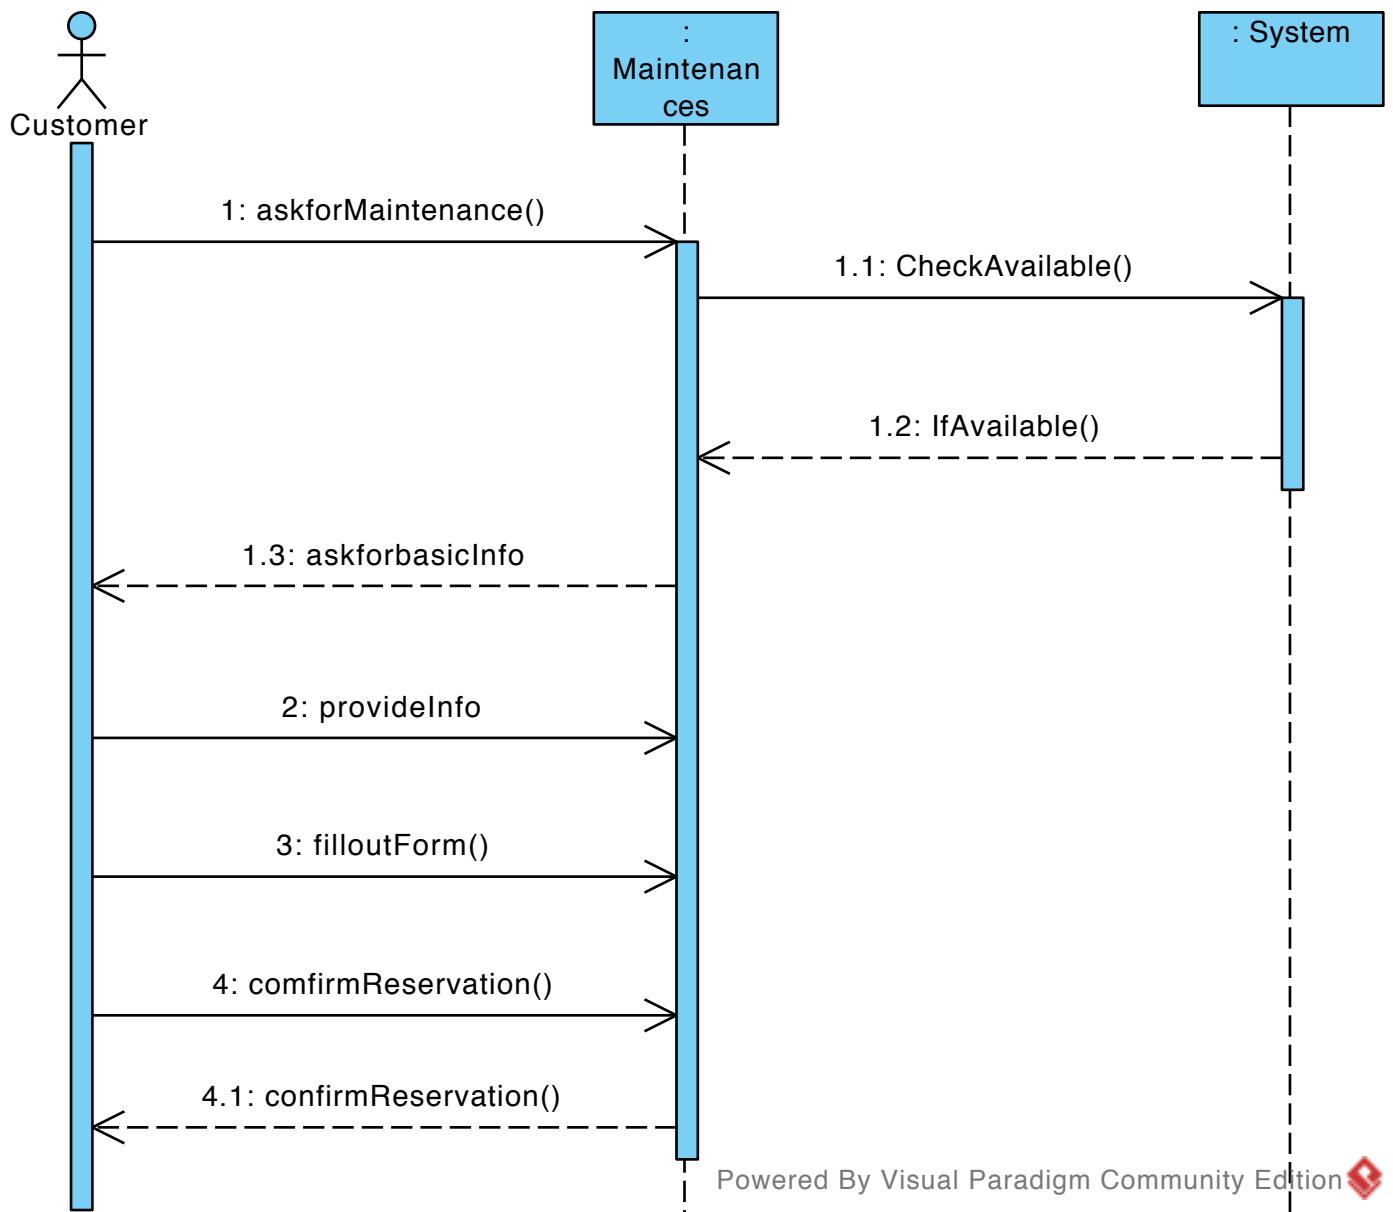 Customer
:
Maintenan
ces
: System
1: askforMaintenance()
1.1: CheckAvailable()
1.2: IfAvailable()
1.3: askforbasicInfo
2: provideInfo
3: filloutForm()
4: comfirmReservation()
4.1: confirmReservation()
Powered By Visual Paradigm Community Edition